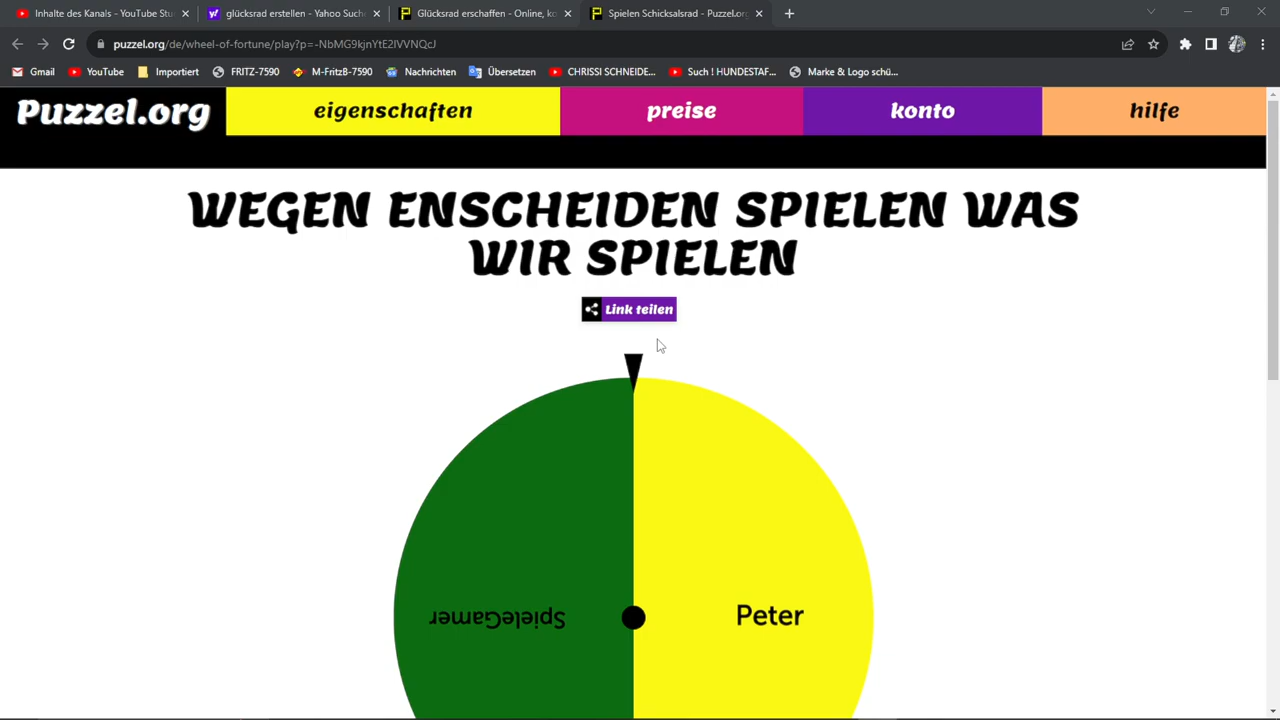 Inhalte des Kanals - YouTube Stu
glücksrad erstellen - Yahoo Such
Glücksrad erschaffen - Online, ko
Spielen Schicksalsrad - Puzzel.org
puzzel.org/de/wheel-of-fortune/play?p=-NbMG9kjnYtE2IVVNQcJ
Gmail YouTube Importiert FRITZ-7590 M-FritzB-7590 Nachrichten Übersetzen CHRISSI SCHNEIDE... Such ! HUNDESTAF... Marke & Logo schü...
Puzzel.org eigenschaften preise konto hilfe
WEGEN ENSCHEIDEN SPIELEN WAS
WIR SPIELEN
Link teilen
SpieleGamer
Peter